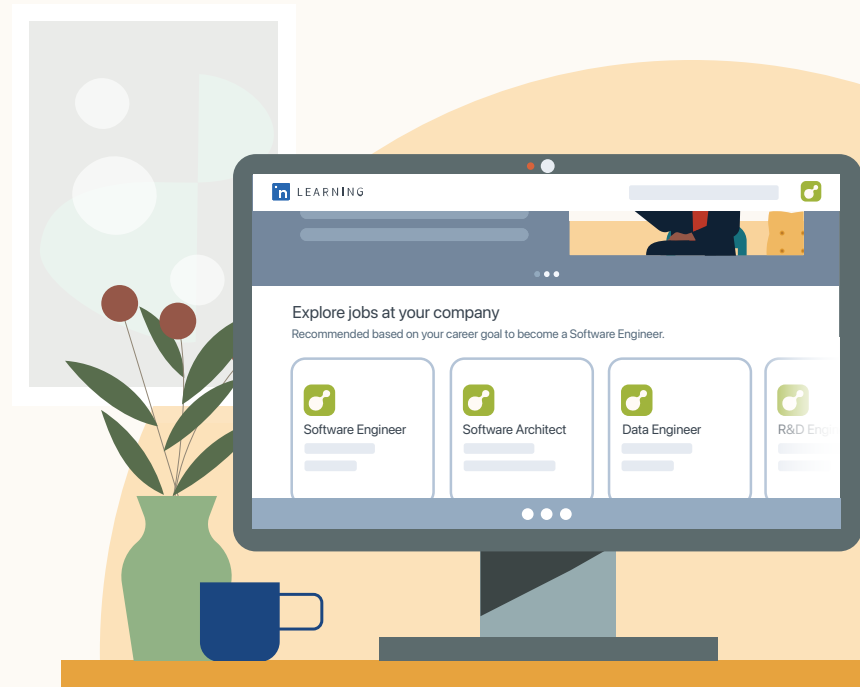 in LEARNING
Explore jobs at your company
Recommended based on your career goal to become a Software Engineer.
Software Engineer
Software Architect
Data Engineer
R&D Eng